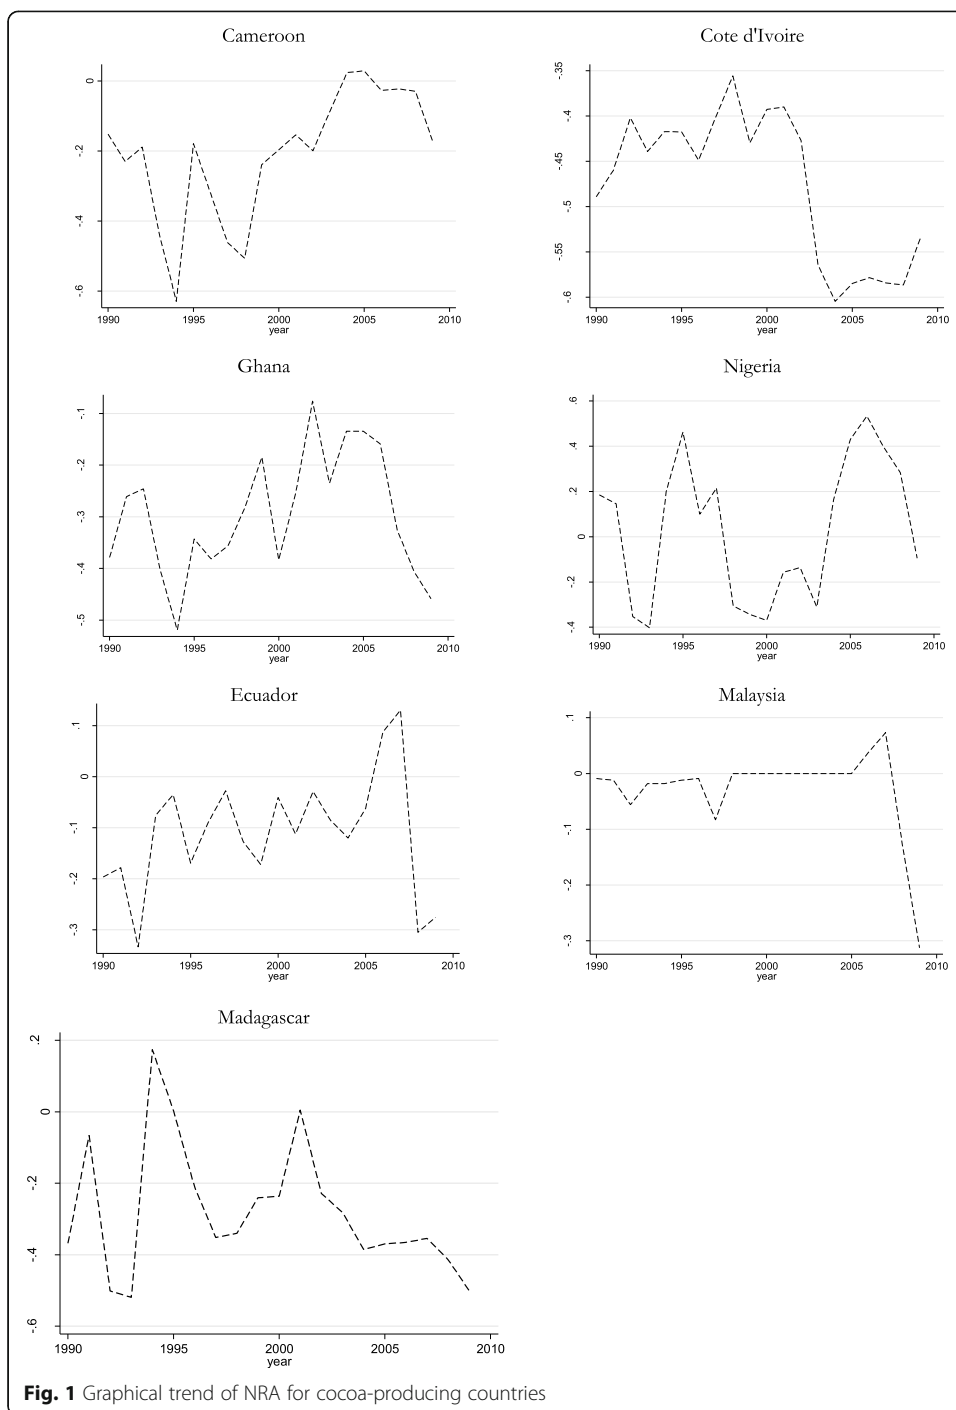 Cameroon
0
-.2
-.4
-.6
1990 1995 2000 2005 2010
year
Cote d'Ivoire
-.35
-.4
-.45
-.5
-.55
-.6
1990 1995 2000 2005 2010
year
Ghana
-.1
-.2
-.3
-.4
-.5
1990 1995 2000 2005 2010
year
Nigeria
.6
.4
.2
0
-.2
-.4
1990 1995 2000 2005 2010
year
Ecuador
.1
0
-.1
-.2
-.3
1990 1995 2000 2005 2010
year
Malaysia
.1
0
-.1
-.2
-.3
1990 1995 2000 2005 2010
year
Madagascar
.2
0
-.2
-.4
-.6
1990 1995 2000 2005 2010
year
Fig. 1 Graphical trend of NRA for cocoa-producing countries